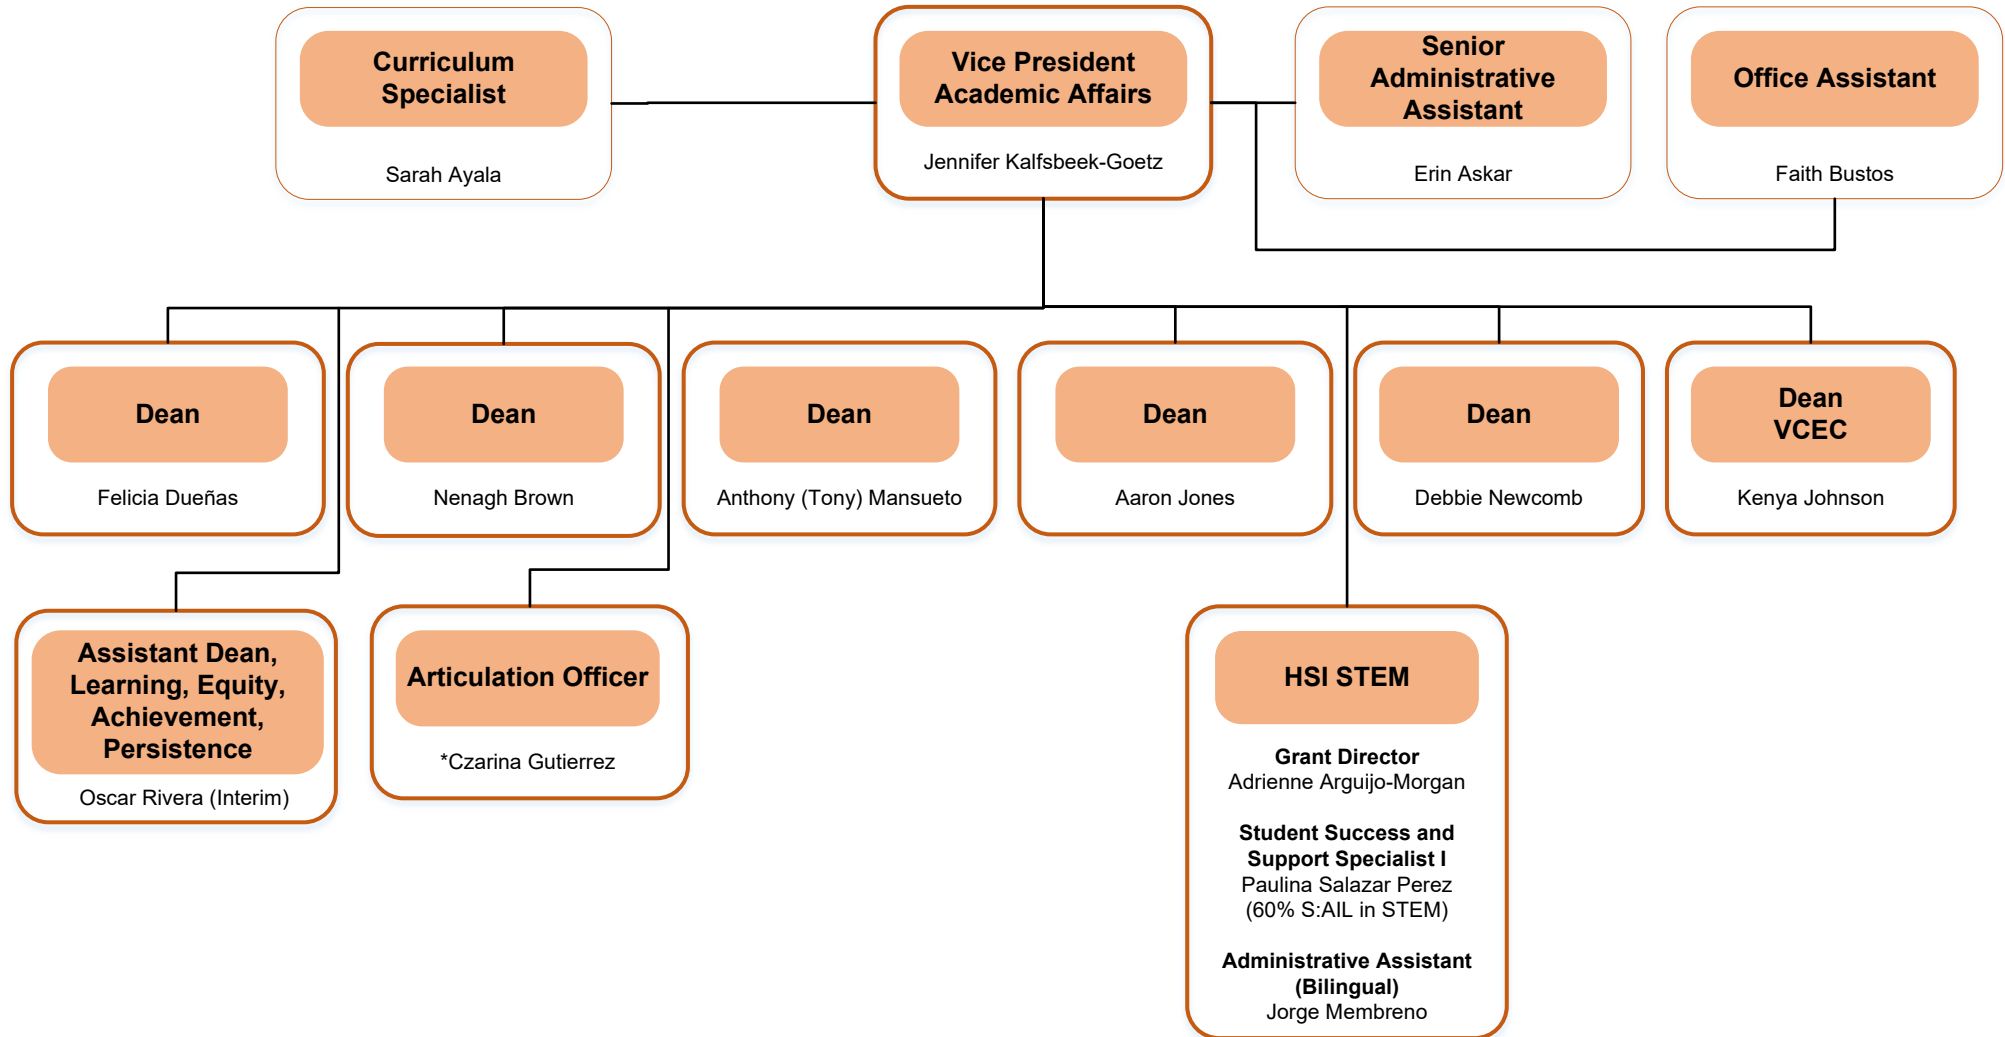 Curriculum
Specialist
Sarah Ayala
Vice President
Academic Affairs
Jennifer Kalfsbeek-Goetz
Senior
Administrative
Assistant
Erin Askar
Office Assistant
Faith Bustos
Dean
Felicia Dueñas
Dean
Nenagh Brown
Dean
Anthony (Tony) Mansueto
Dean
Aaron Jones
Dean
Debbie Newcomb
Dean
VCEC
Kenya Johnson
Assistant Dean,
Learning, Equity,
Achievement,
Persistence
Oscar Rivera (Interim)
Articulation Officer
*Czarina Gutierrez
HSI STEM
Grant Director
Adrienne Arguijo-Morgan
Student Success and
Support Specialist I
Paulina Salazar Perez
(60% S:AIL in STEM)
Administrative Assistant
(Bilingual)
Jorge Membreno